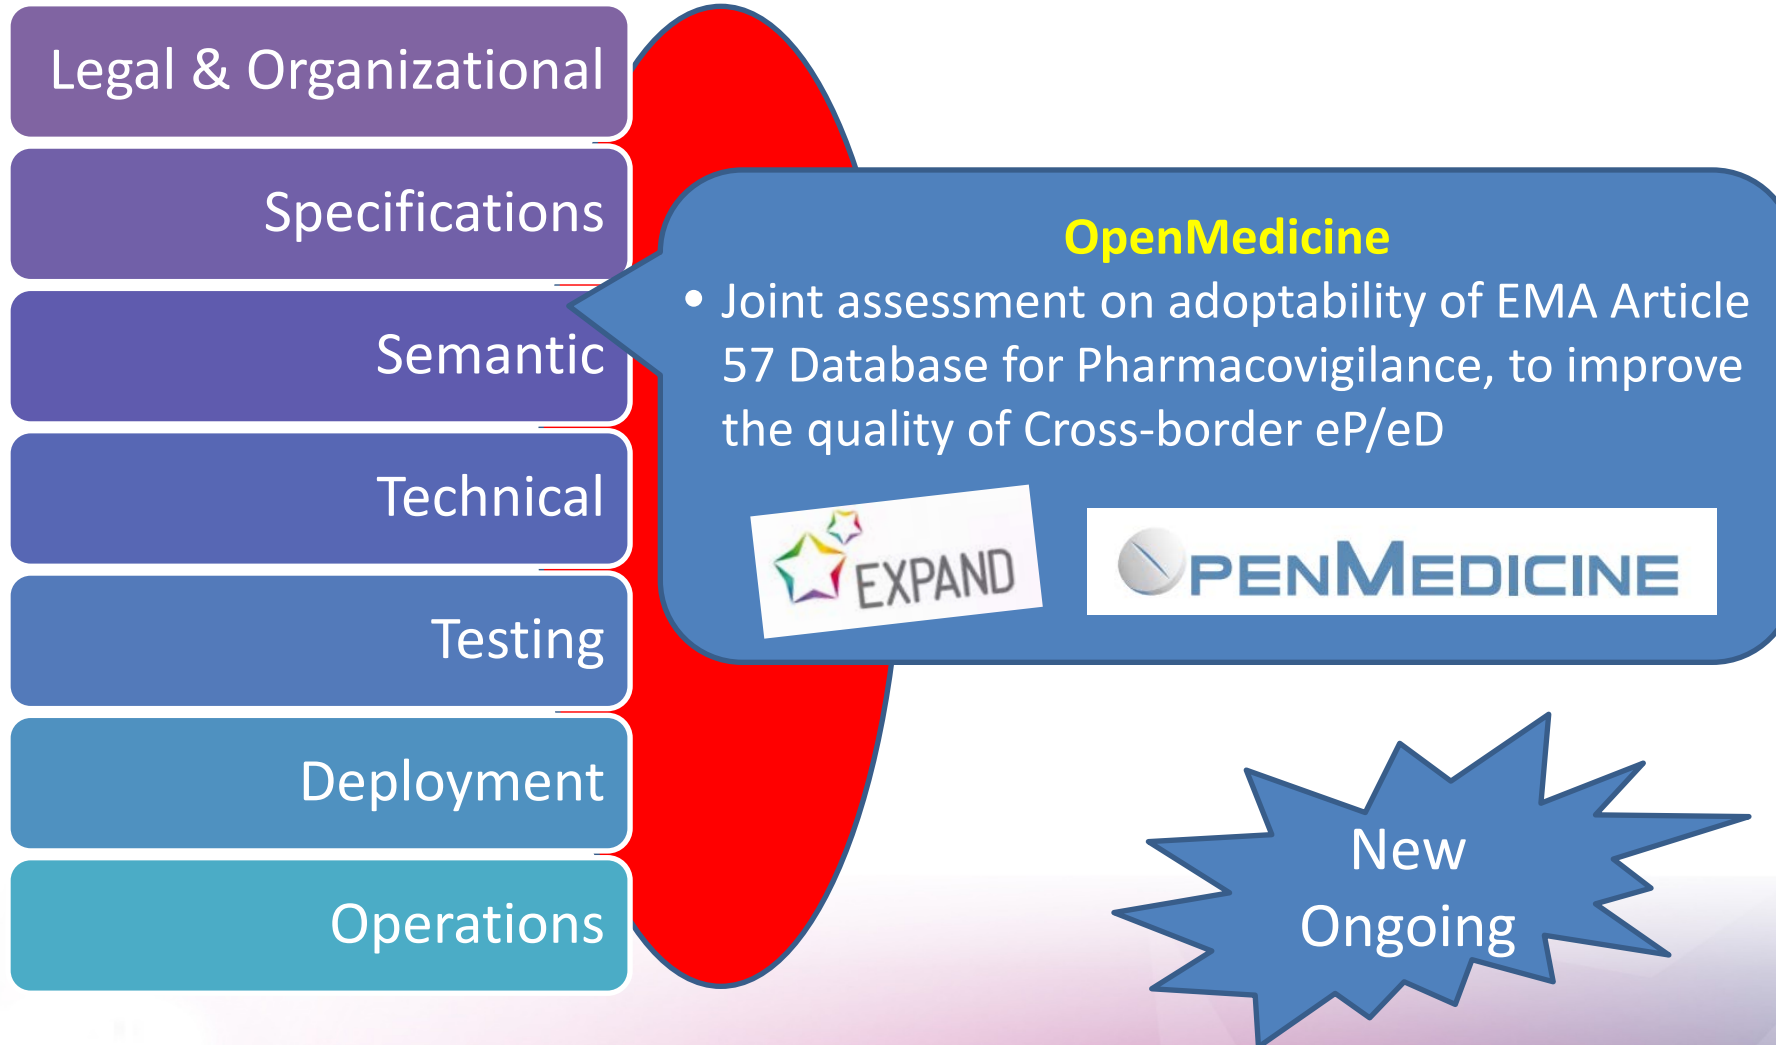 Legal & Organizational
Specifications
Semantic
Technical
Testing
Deployment
Operations
OpenMedicine
• Joint assessment on adoptability of EMA Article
57 Database for Pharmacovigilance, to improve
the quality of Cross-border eP/eD
EXPAND
OPENMEDICINE
New
Ongoing